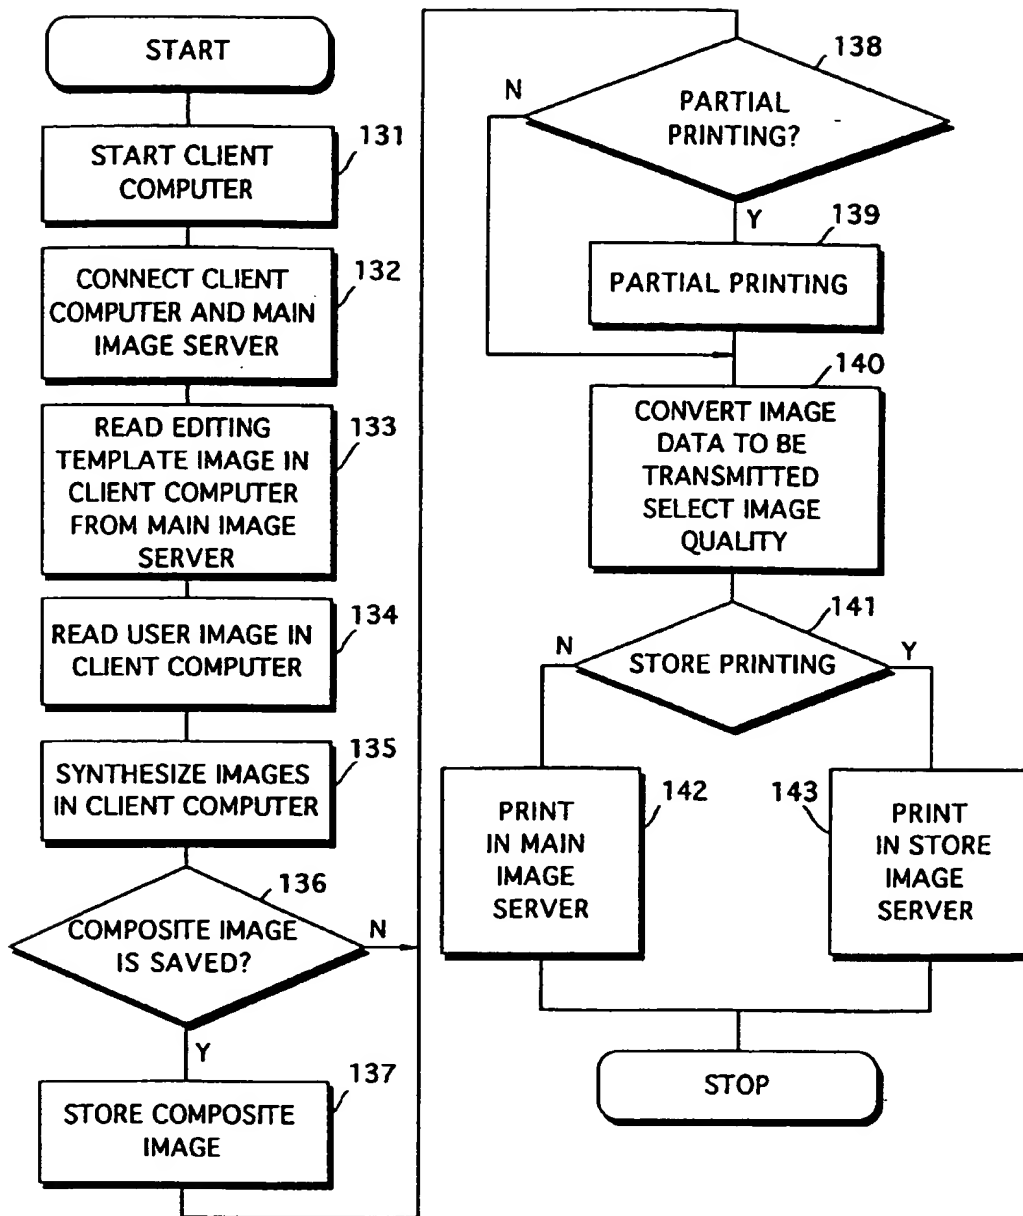 START
131
START CLIENT
COMPUTER
132
CONNECT CLIENT
COMPUTER AND MAIN
IMAGE SERVER
133
READ EDITING
TEMPLATE IMAGE IN
CLIENT COMPUTER
FROM MAIN IMAGE
SERVER
134
READ USER IMAGE IN
CLIENT COMPUTER
135
SYNTHESIZE IMAGES
IN CLIENT COMPUTER
136
COMPOSITE IMAGE
IS SAVED?
N
Y
137
STORE COMPOSITE
IMAGE
138
PARTIAL
PRINTING?
N
Y
139
PARTIAL PRINTING
140
CONVERT IMAGE
DATA TO BE
TRANSMITTED
SELECT IMAGE
QUALITY
141
STORE PRINTING
N
Y
142
PRINT
IN MAIN
IMAGE
SERVER
143
PRINT
IN STORE
IMAGE
SERVER
STOP